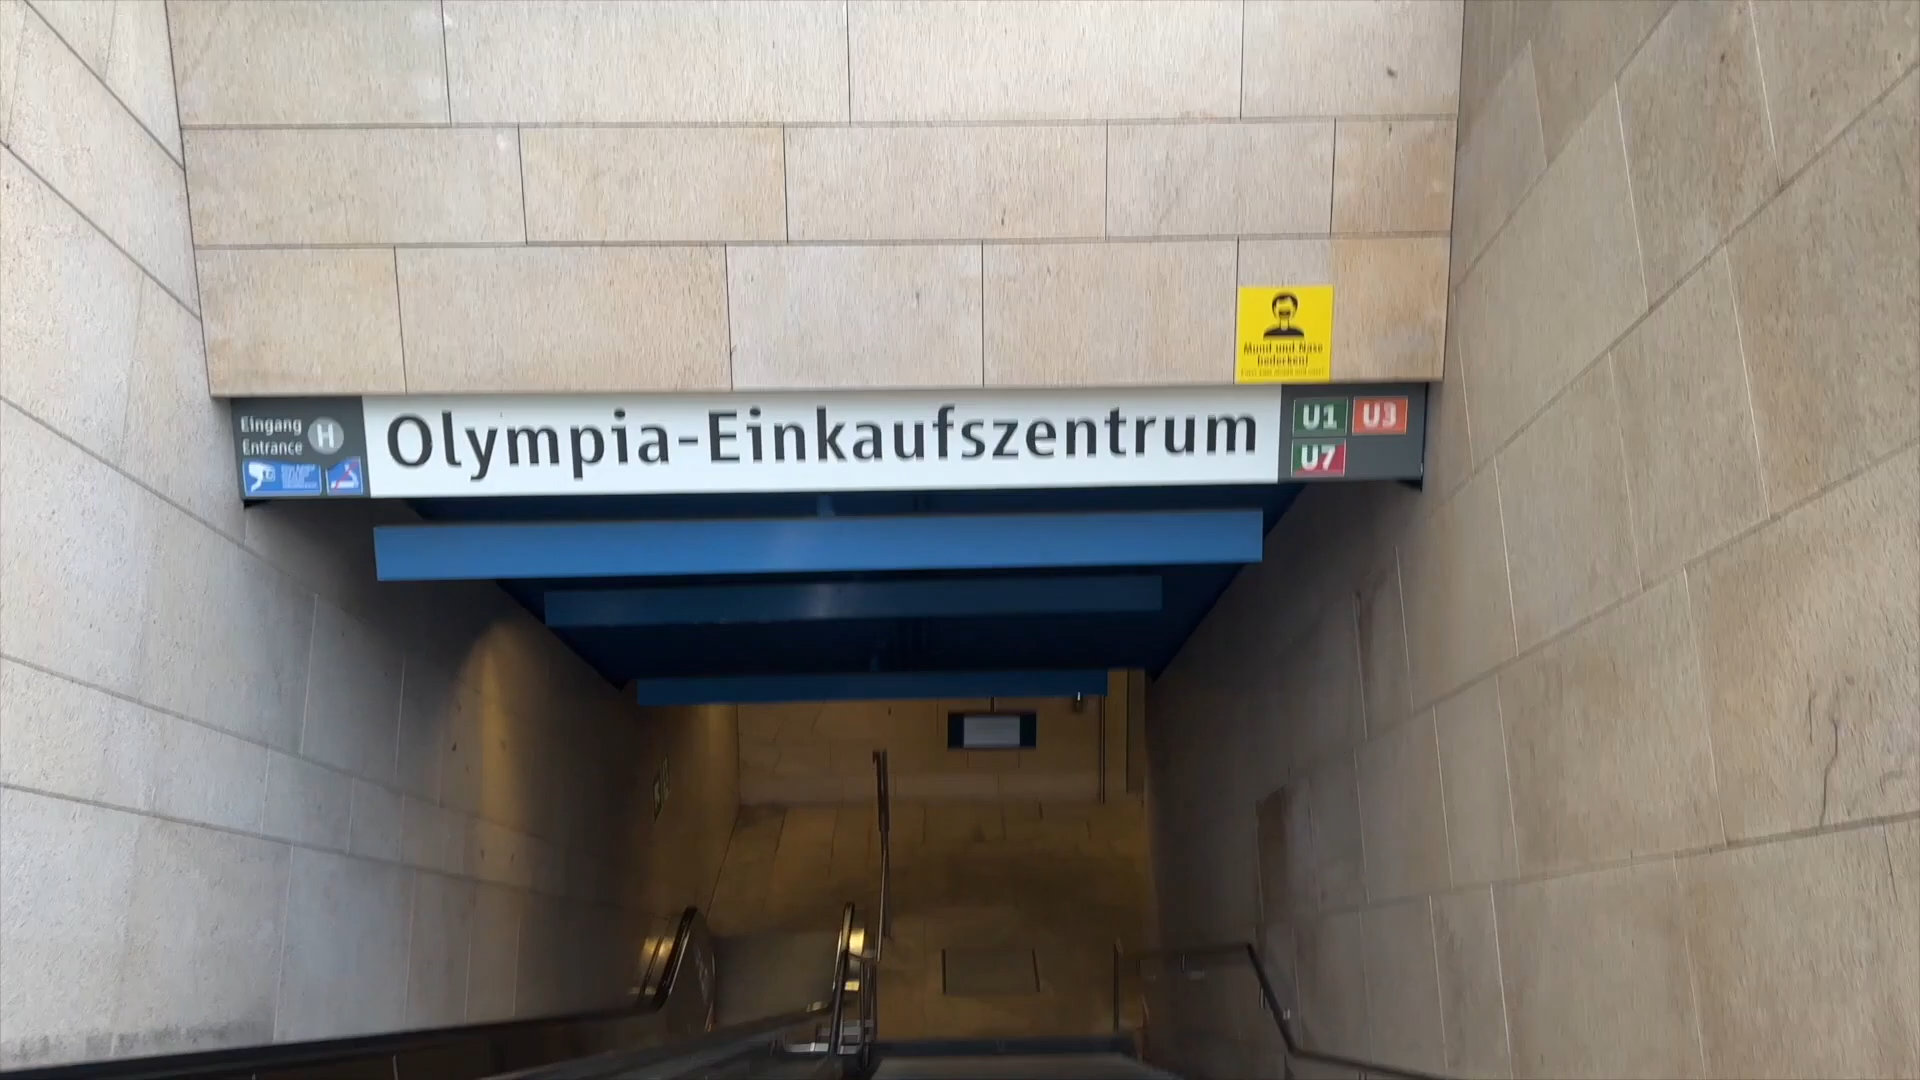 Mund und Nase
bedecken!
Eingang
Entrance
H
Olympia-Einkaufszentrum
U1 U3
U7